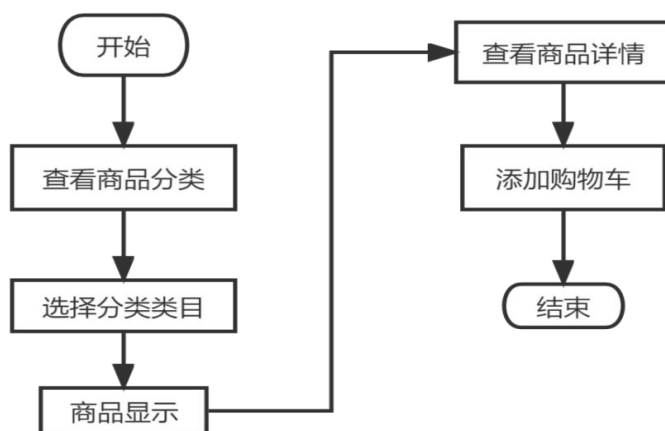 开始
查看商品分类
选择分类类目
商品显示
查看商品详情
添加购物车
结束